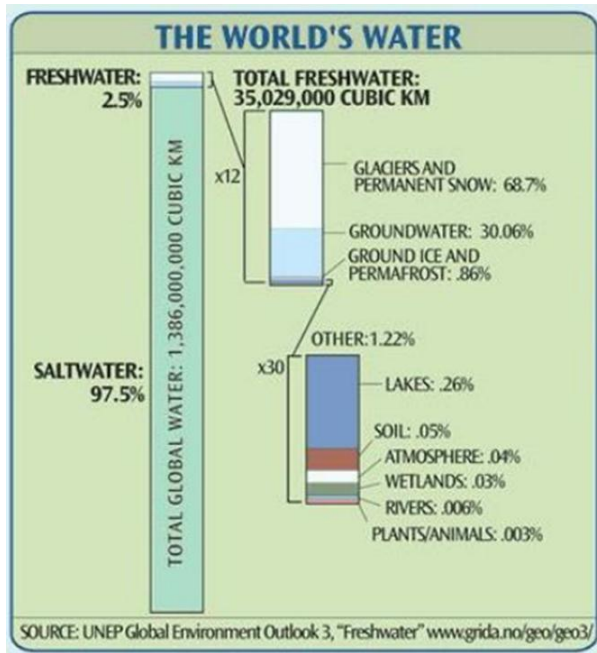 THE WORLD'S WATER
FRESHWATER:
2.5%
TOTAL FRESHWATER:
35,029,000 CUBIC KM
x12
GLACIERS AND
PERMANENT SNOW: 68.7%
GROUNDWATER: 30.06%
GROUND ICE AND
PERMAFROST: .86%
TOTAL GLOBAL WATER: 1,386,000,000 CUBIC KM
SALTWATER:
97.5%
OTHER:1.22%
x30
LAKES: .26%
SOIL: .05%
ATMOSPHERE: .04%
WETLANDS: .03%
RIVERS: .006%
PLANTS/ANIMALS: .003%
SOURCE: UNEP Global Environment Outlook 3, "Freshwater" www.grida.no/geo/geo3/